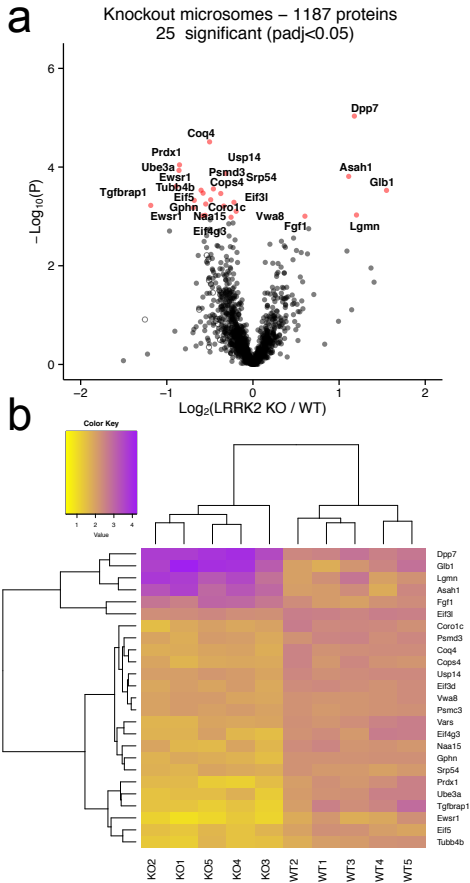 a
Knockout microsomes − 1187 proteins
25 significant (padj<0.05)
6
4
2
0
−Log10(P)
Dpp7
Coq4
Usp14
Prdx1
Asah1
Ube3a
Psmd3
Srp54
Glb1
Ewsr1
Cops4
Tubb4b
Tgfbrap1
Eif5
Eif3l
Gphn
Coro1c
Ewsr1
Naa15
Vwa8
Fgf1
Lgmn
Eif4g3
−2
−1
0
1
2
Log2(LRRK2 KO / WT)
b
Color Key
1 2 3 4
Value
Dpp7
Glb1
Lgmn
Asah1
Fgf1
Eif3l
Coro1c
Psmd3
Coq4
Cops4
Usp14
Eif3d
Vwa8
Psmc3
Vars
Eif4g3
Naa15
Gphn
Srp54
Prdx1
Ube3a
Tgfbrap1
Ewsr1
Eif5
Tubb4b
KO2
KO1
KO5
KO4
KO3
WT2
WT1
WT3
WT4
WT5